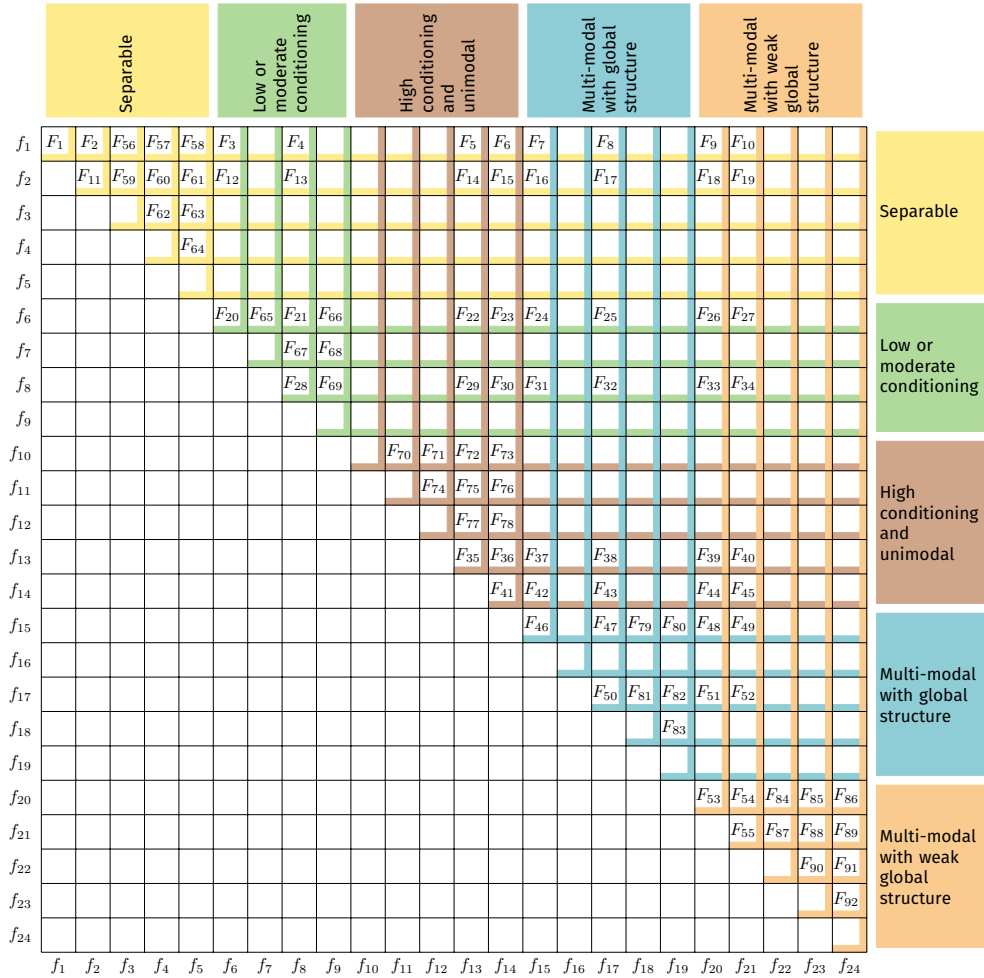 Separable
Low or
moderate
conditioning
High
conditioning
and
unimodal
Multi-modal
with global
structure
Multi-modal
with weak
global
structure
f1 F1 F2 F56 F57 F58 F3 F4 F5 F6 F7 F8 F9 F10
f2 F11 F59 F60 F61 F12 F13 F14 F15 F16 F17 F18 F19
f3 F62 F63
f4 F64
f5
Separable
f6 F20 F65 F21 F66 F22 F23 F24 F25 F26 F27
f7 F67 F68
f8 F28 F69 F29 F30 F31 F32 F33 F34
f9
Low or
moderate
conditioning
f10 F70 F71 F72 F73
f11 F74 F75 F76
f12 F77 F78
f13 F35 F36 F37 F38 F39 F40
f14 F41 F42 F43 F44 F45
High
conditioning
and
unimodal
f15 F46 F47 F79 F80 F48 F49
f16
f17 F50 F81 F82 F51 F52
f18 F83
f19
Multi-modal
with global
structure
f20 F53 F54 F84 F85 F86
f21 F55 F87 F88 F89
f22 F90 F91
f23 F92
f24
Multi-modal
with weak
global
structure
f1 f2 f3 f4 f5 f6 f7 f8 f9 f10 f11 f12 f13 f14 f15 f16 f17 f18 f19 f20 f21 f22 f23 f24